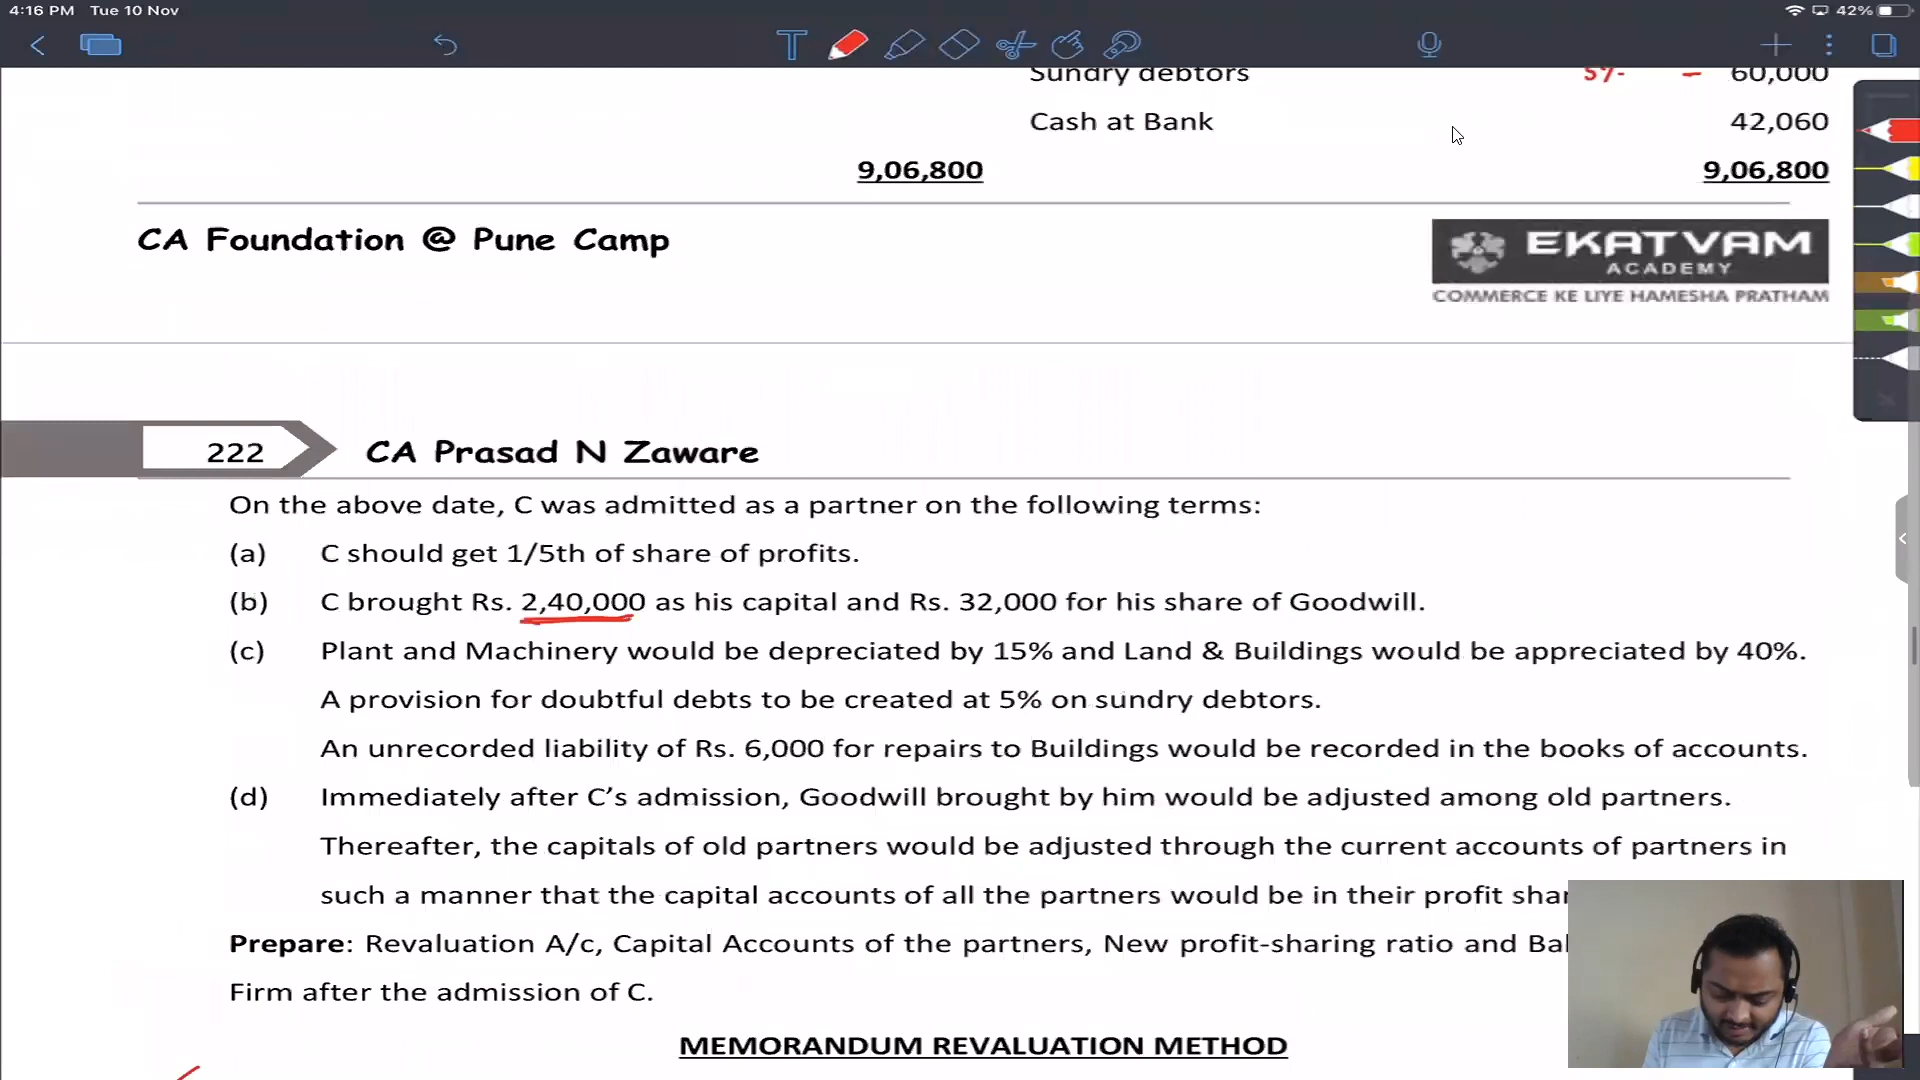 4:16 PM Tue 10 Nov
42%
Sundry debtors 5%- – 60,000
Cash at Bank 42,060
9,06,800 9,06,800
CA Foundation @ Pune Camp
EKATVAM
ACADEMY
COMMERCE KE LIYE HAMESHA PRATHAM
222 CA Prasad N Zaware
On the above date, C was admitted as a partner on the following terms:
(a) C should get 1/5th of share of profits.
(b) C brought Rs. 2,40,000 as his capital and Rs. 32,000 for his share of Goodwill.
(c) Plant and Machinery would be depreciated by 15% and Land & Buildings would be appreciated by 40%.
A provision for doubtful debts to be created at 5% on sundry debtors.
An unrecorded liability of Rs. 6,000 for repairs to Buildings would be recorded in the books of accounts.
(d) Immediately after C’s admission, Goodwill brought by him would be adjusted among old partners.
Thereafter, the capitals of old partners would be adjusted through the current accounts of partners in
such a manner that the capital accounts of all the partners would be in their profit
Prepare: Revaluation A/c, Capital Accounts of the partners, New profit-sharing ratio and
Firm after the admission of C.
MEMORANDUM REVALUATION METHOD